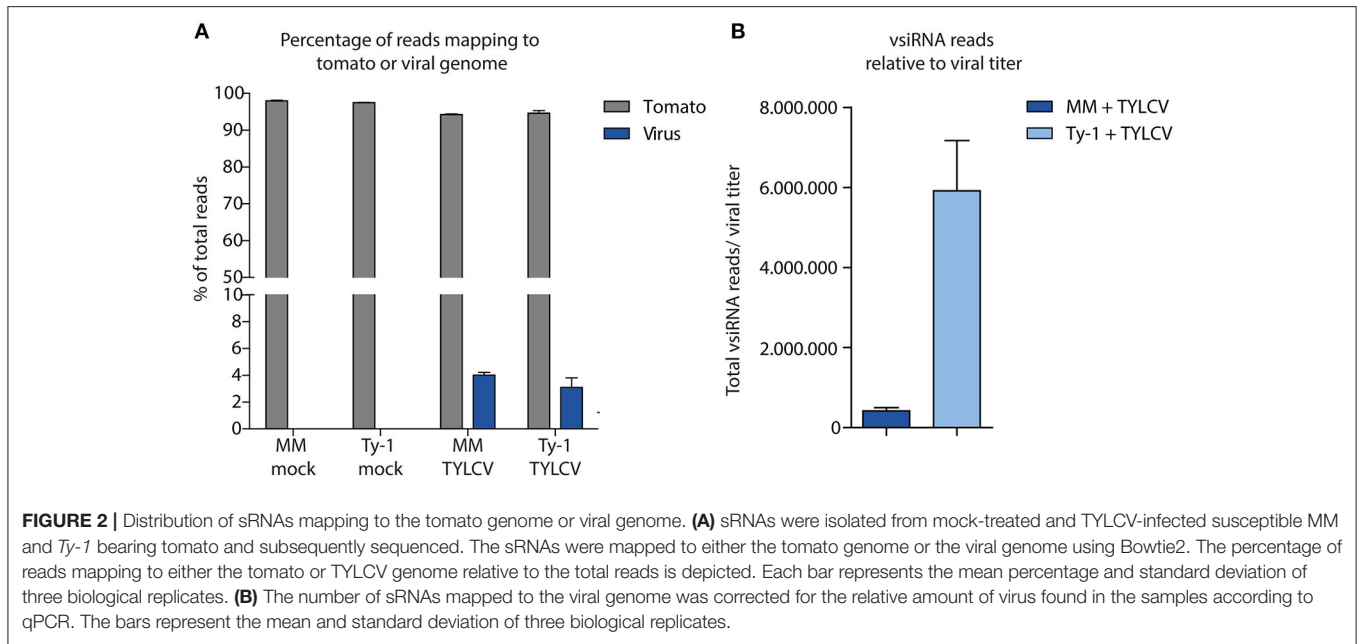 A
Percentage of reads mapping to
tomato or viral genome
% of total reads
100
90
80
70
60
50
10
8
6
4
2
0
MM
mock
Ty-1
mock
MM
TYLCV
Ty-1
TYLCV
Tomato
Virus
B
vsiRNA reads
relative to viral titer
Total vsiRNA reads/ viral titer
8.000.000
6.000.000
4.000.000
2.000.000
0
MM + TYLCV
Ty-1 + TYLCV
FIGURE 2 | Distribution of sRNAs mapping to the tomato genome or viral genome. (A) sRNAs were isolated from mock-treated and TYLCV-infected susceptible MM
and Ty-1 bearing tomato and subsequently sequenced. The sRNAs were mapped to either the tomato genome or the viral genome using Bowtie2. The percentage of
reads mapping to either the tomato or TYLCV genome relative to the total reads is depicted. Each bar represents the mean percentage and standard deviation of
three biological replicates. (B) The number of sRNAs mapped to the viral genome was corrected for the relative amount of virus found in the samples according to
qPCR. The bars represent the mean and standard deviation of three biological replicates.